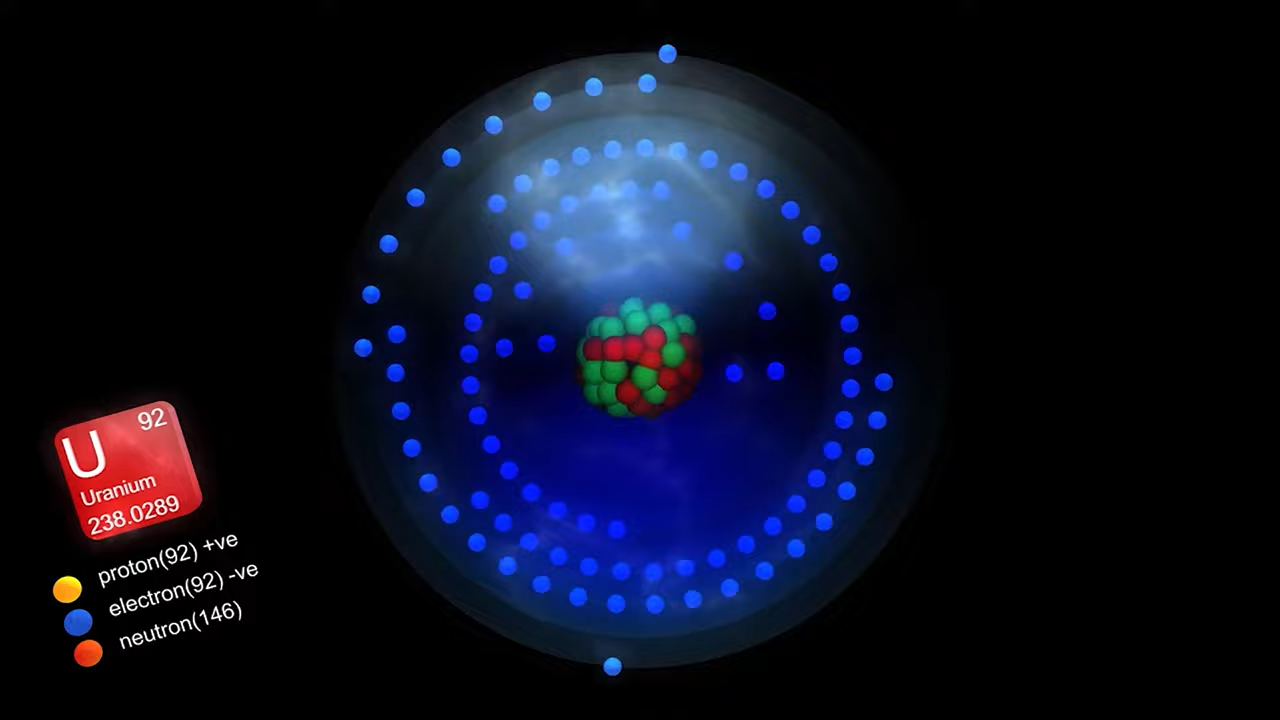 92
U
Uranium
238.0289
proton(92) +ve
electron(92) -ve
neutron(146)